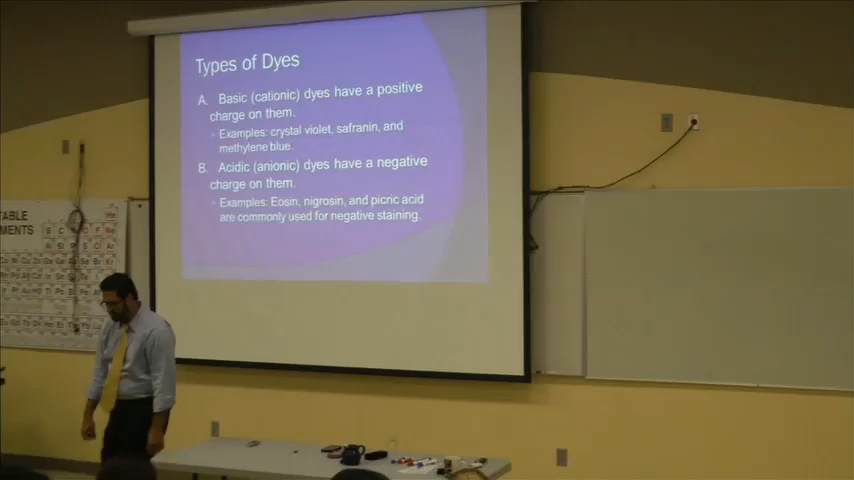 Types of Dyes
A. Basic (cationic) dyes have a positive
charge on them.
Examples: crystal violet, safranin, and
methylene blue.
B. Acidic (anionic) dyes have a negative
charge on them.
Examples: Eosin, nigrosin, and picric acid
are commonly used for negative staining.
TABLE
MENTS